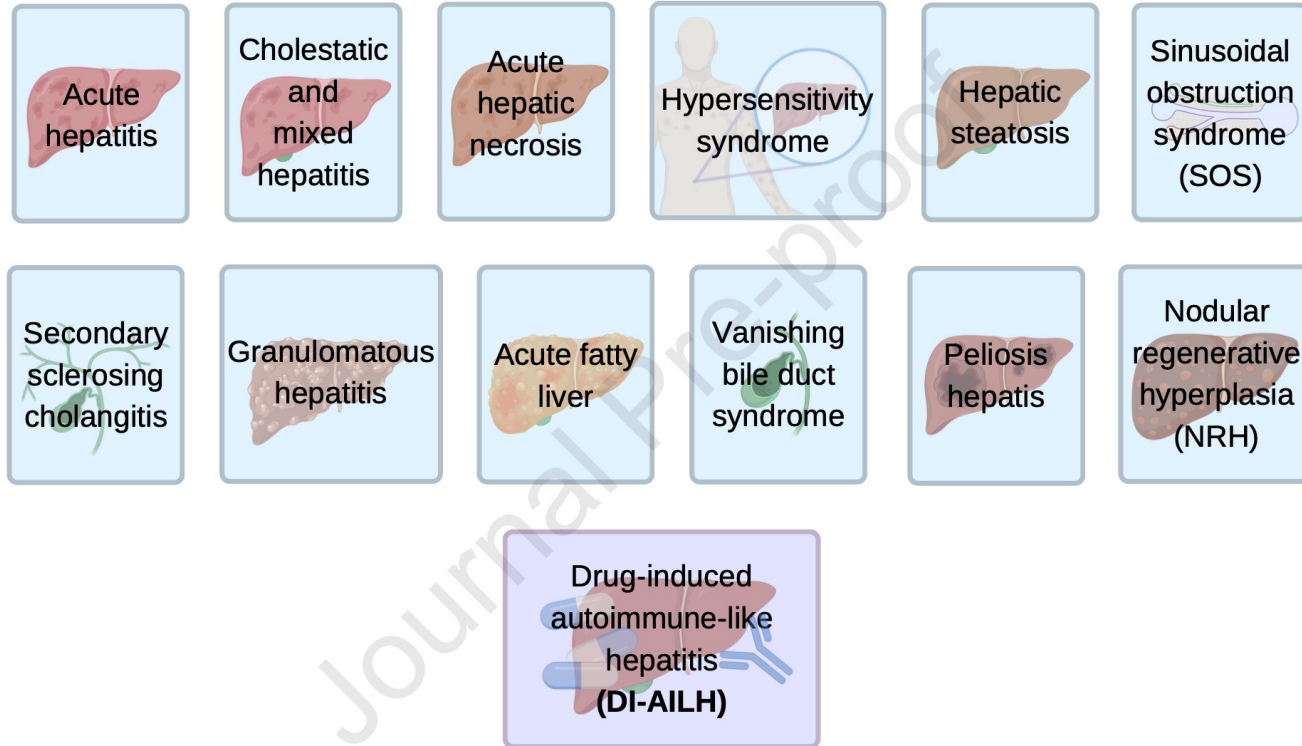 Acute
hepatitis
Cholestatic
and
mixed
hepatitis
Acute
hepatic
necrosis
Hypersensitivity
syndrome
Hepatic
steatosis
Sinusoidal
obstruction
syndrome
(SOS)
Secondary
sclerosing
cholangitis
Granulomatous
hepatitis
Acute fatty
liver
Vanishing
bile duct
syndrome
Peliosis
hepatis
Nodular
regenerative
hyperplasia
(NRH)
Drug-induced
autoimmune-like
hepatitis
(DI-AILH)
Journal Pre-proof